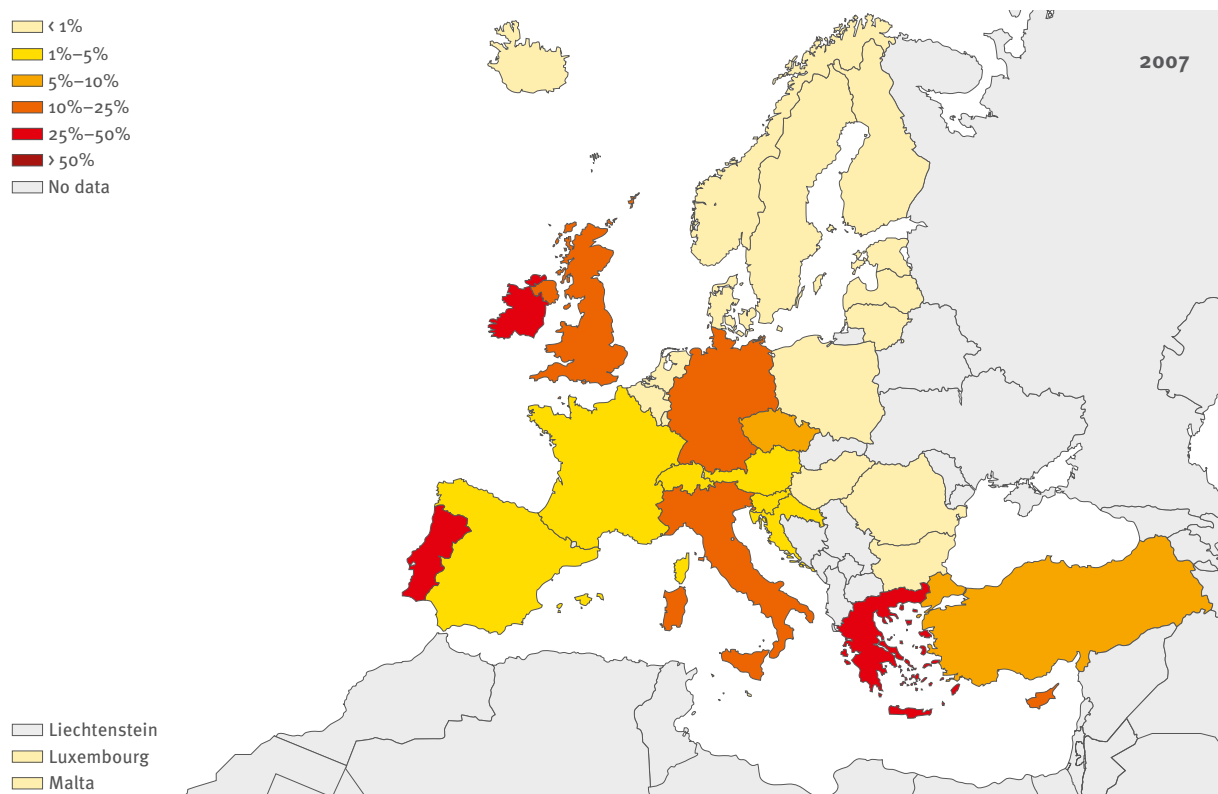 < 1%
1%–5%
5%–10%
10%–25%
25%–50%
> 50%
No data
2007
Liechtenstein
Luxembourg
Malta